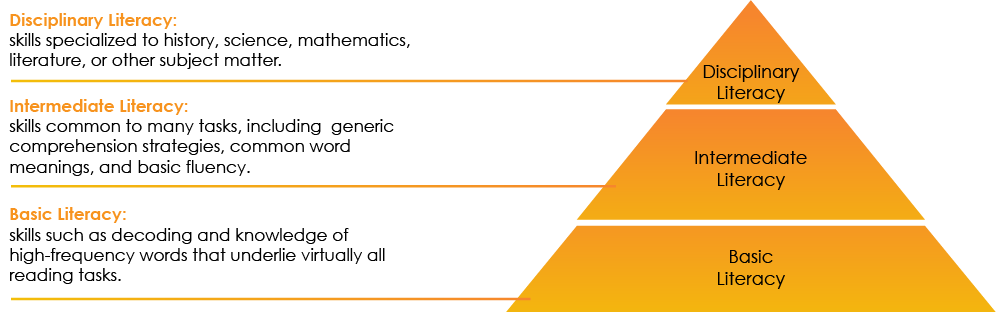 Disciplinary Literacy:
skills specialized to history, science, mathematics,
literature, or other subject matter.
Intermediate Literacy:
skills common to many tasks, including  generic
comprehension strategies, common word
meanings, and basic fluency.
Basic Literacy:
skills such as decoding and knowledge of
high-frequency words that underlie virtually all
reading tasks.
Disciplinary
Literacy
Intermediate
Literacy
Basic
Literacy